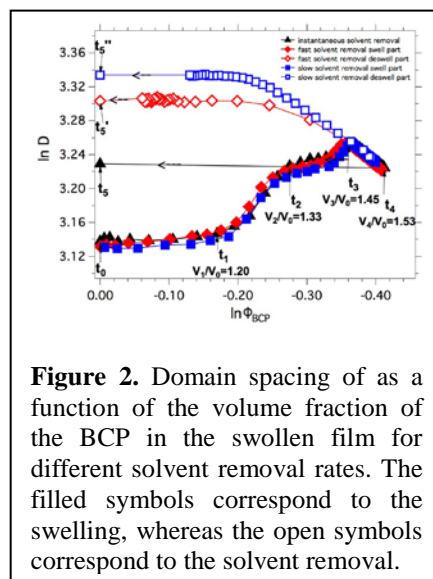 instantaneous solvent removal
fast solvent removal swell part
fast solvent removal deswell part
slow solvent removal swell part
slow solvent removal deswell part
3.36
3.32
3.28
3.24
3.20
3.16
3.12
ln D
t5''
t5'
t5
t0
t1
V1/V0=1.20
t2
V2/V0=1.33
t3
V3/V0=1.45
t4
V4/V0=1.53
0.00 -0.10 -0.20 -0.30 -0.40
ln ΦBCP
Figure 2. Domain spacing of as a
function of the volume fraction of
the BCP in the swollen film for
different solvent removal rates. The
filled symbols correspond to the
swelling, whereas the open symbols
correspond to the solvent removal.